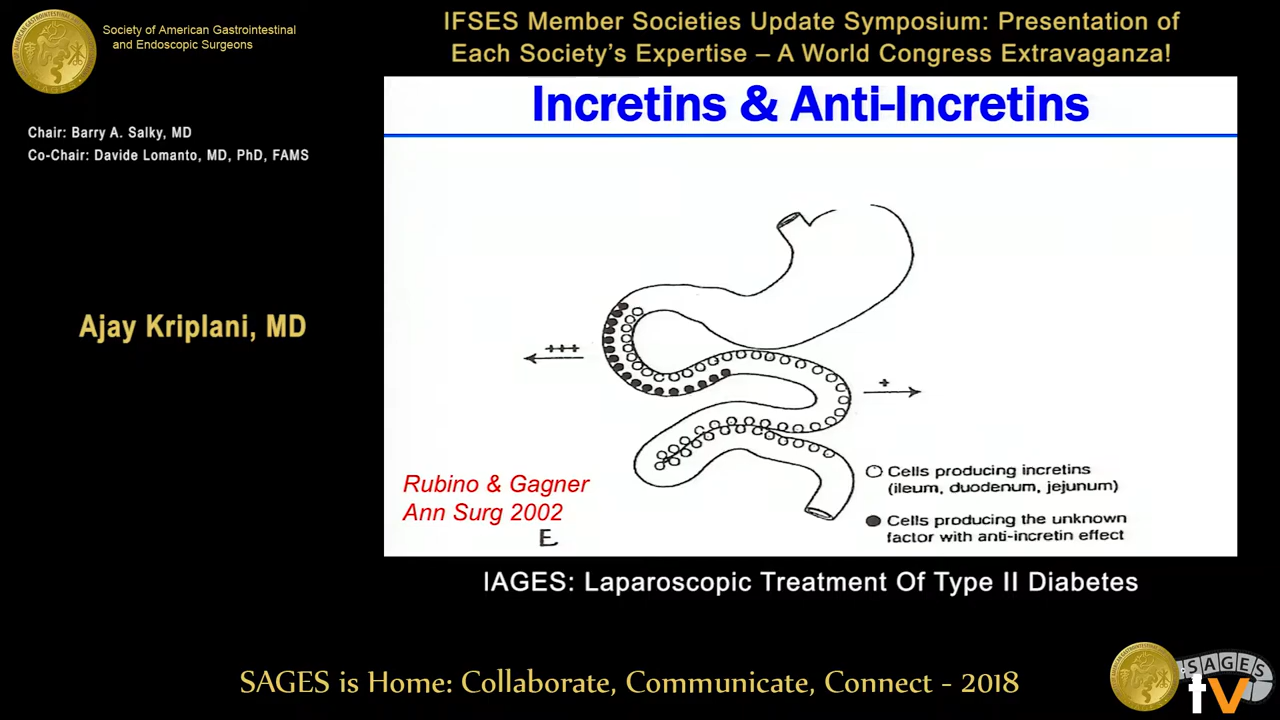 Society of American Gastrointestinal
and Endoscopic Surgeons
IFSES Member Societies Update Symposium: Presentation of
Each Society's Expertise – A World Congress Extravaganza!
Chair: Barry A. Salky, MD
Co-Chair: Davide Lomanto, MD, PhD, FAMS
Ajay Kriplani, MD
Incretins & Anti-Incretins
+++
+
Cells producing incretins
(ileum, duodenum, jejunum)
Cells producing the unknown
factor with anti-incretin effect
Rubino & Gagner
Ann Surg 2002
E
IAGES: Laparoscopic Treatment Of Type II Diabetes
SAGES is Home: Collaborate, Communicate, Connect - 2018
SAGES
tv